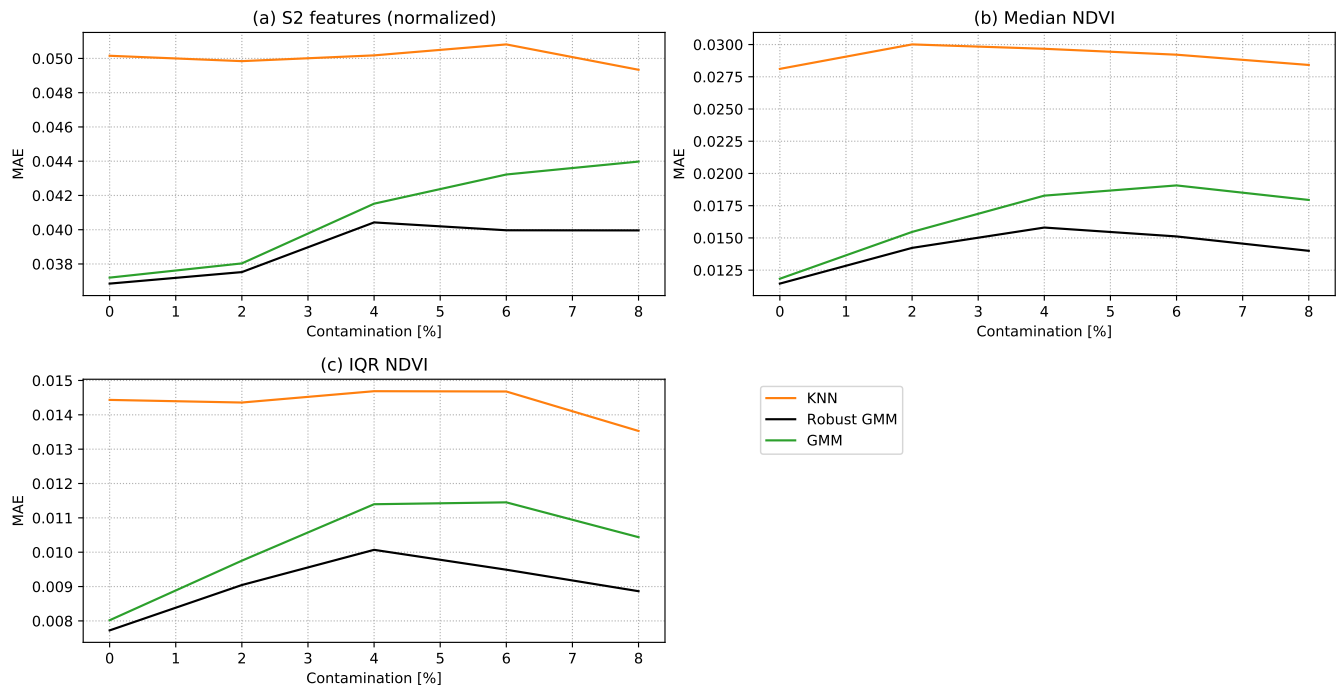 (a) S2 features (normalized)
0.050
0.048
0.046
0.044
0.042
0.040
0.038
MAE
0 1 2 3 4 5 6 7 8
Contamination [%]
(b) Median NDVI
0.0300
0.0275
0.0250
0.0225
0.0200
0.0175
0.0150
0.0125
MAE
0 1 2 3 4 5 6 7 8
Contamination [%]
(c) IQR NDVI
0.015
0.014
0.013
0.012
0.011
0.010
0.009
0.008
MAE
0 1 2 3 4 5 6 7 8
Contamination [%]
KNN
Robust GMM
GMM